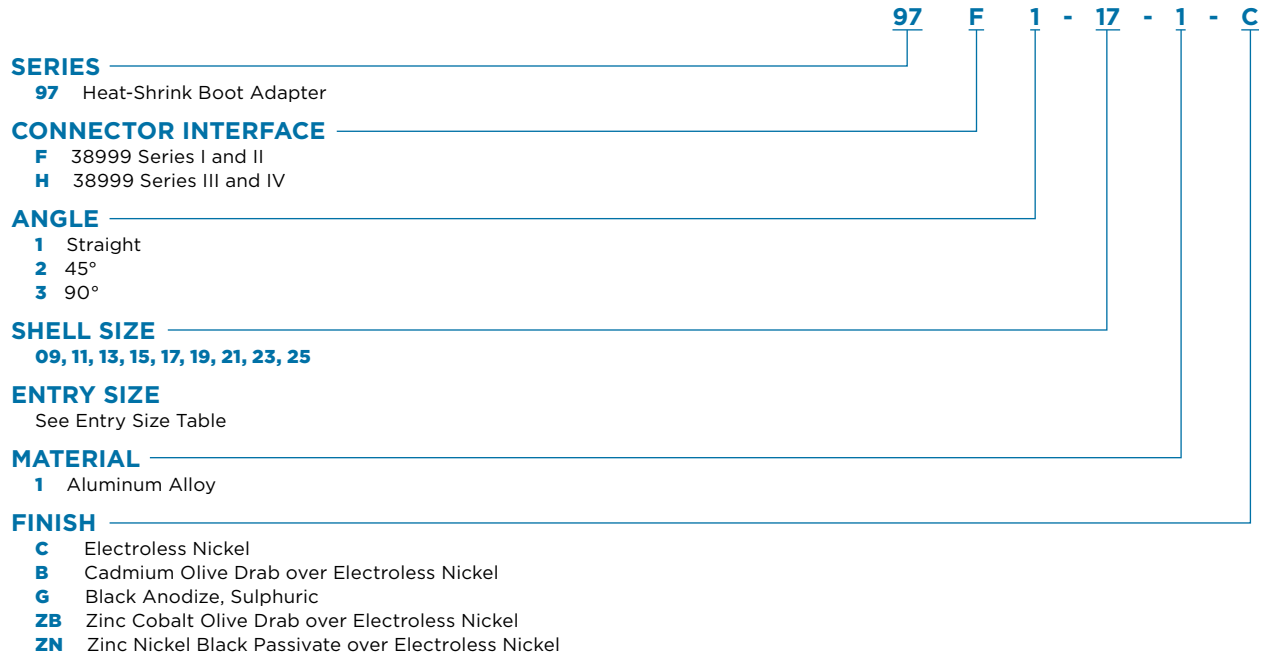 97 F 1 - 17 - 1 - C
SERIES
97 Heat-Shrink Boot Adapter
CONNECTOR INTERFACE
F 38999 Series I and II
H 38999 Series III and IV
ANGLE
1 Straight
2 45°
3 90°
SHELL SIZE
09, 11, 13, 15, 17, 19, 21, 23, 25
ENTRY SIZE
See Entry Size Table
MATERIAL
1 Aluminum Alloy
FINISH
C Electroless Nickel
B Cadmium Olive Drab over Electroless Nickel
G Black Anodize, Sulphuric
ZB Zinc Cobalt Olive Drab over Electroless Nickel
ZN Zinc Nickel Black Passivate over Electroless Nickel